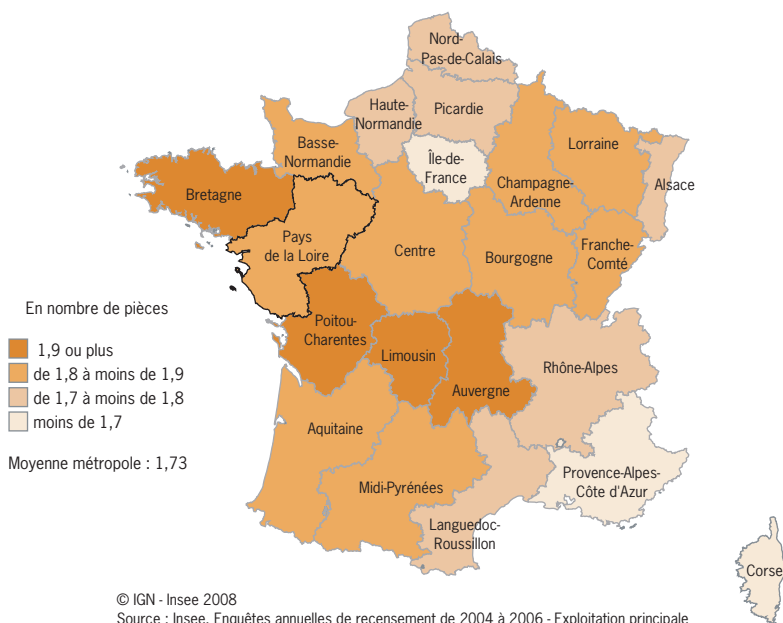 Nord-
Pas-de-Calais
Haute-
Normandie
Picardie
Basse-
Normandie
Île-de-
France
Lorraine
Champagne-
Ardenne
Alsace
Bretagne
Pays
de la Loire
Centre
Bourgogne
Franche-
Comté
En nombre de pièces
1,9 ou plus
de 1,8 à moins de 1,9
de 1,7 à moins de 1,8
moins de 1,7
Moyenne métropole : 1,73
Poitou-
Charentes
Limousin
Auvergne
Rhône-Alpes
Aquitaine
Midi-Pyrénées
Languedoc-
Roussillon
Provence-Alpes-
Côte d'Azur
Corse
© IGN - Insee 2008
Source : Insee, Enquêtes annuelles de recensement de 2004 à 2006 - Exploitation principale